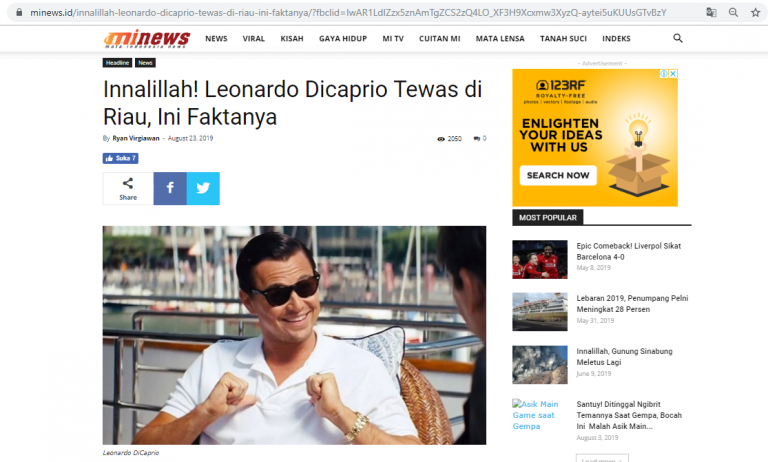 minews.id/innalillah-leonardo-dicaprio-tewas-di-riau-ini-faktanya/?fbclid=IwAR1LdIZzx5znAmTgZCS2zQ4LO_XF3H9Xcxmw3XyzQ-aytei5uKUUsGTvBzY
minews
mata indonesia news
NEWS VIRAL KISAH GAYA HIDUP MI TV CUITAN MI MATA LENSA TANAH SUCI INDEKS
Headline News
Innalillah! Leonardo Dicaprio Tewas di
Riau, Ini Faktanya
By Ryan Virgiawan - August 23, 2019 2050 0
Suka 7
Share
Leonardo DiCaprio
- Advertisement -
123RF
ROYALTY-FREE
photos | vectors | footage | audio
ENLIGHTEN
YOUR IDEAS
WITH US
SEARCH NOW
MOST POPULAR
Epic Comeback! Liverpol Sikat
Barcelona 4-0
May 8, 2019
Lebaran 2019, Penumpang Pelni
Meningkat 28 Persen
May 31, 2019
Innalillah, Gunung Sinabung
Meletus Lagi
June 9, 2019
Asik Main
Game saat
Gempa
Santuy! Ditinggal Ngibrit
Temannya Saat Gempa, Bocah
Ini Malah Asik Main...
August 3, 2019
Load more